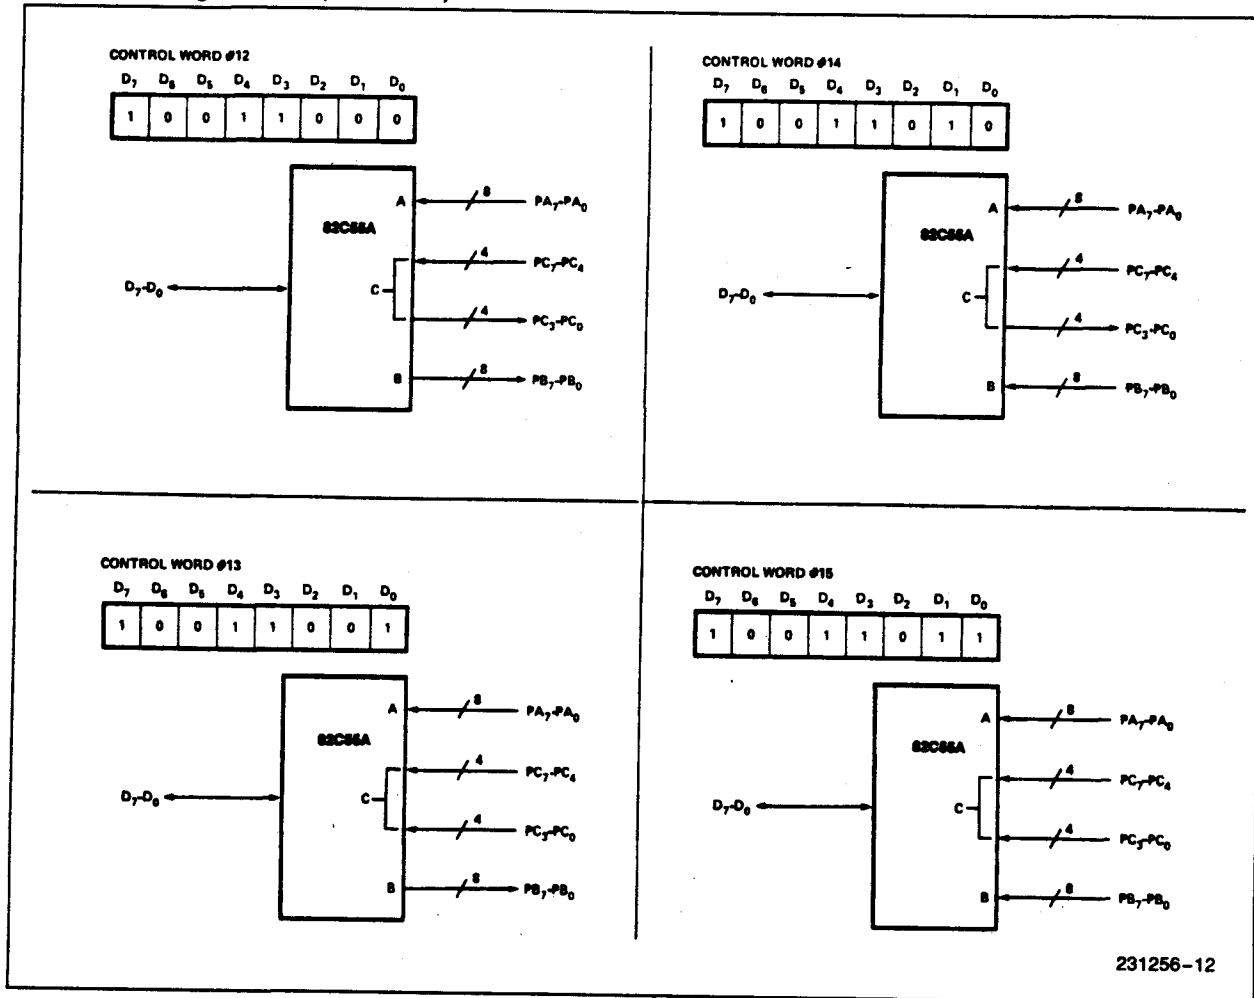 CONTROL WORD #12
D₇ D₆ D₅ D₄ D₃ D₂ D₁ D₀
1 0 0 1 1 0 0 0
82C55A
A
8
PA₇-PA₀
4
PC₇-PC₄
D₇-D₀
C
4
PC₃-PC₀
B
8
PB₇-PB₀
CONTROL WORD #14
D₇ D₆ D₅ D₄ D₃ D₂ D₁ D₀
1 0 0 1 1 0 1 0
82C55A
A
8
PA₇-PA₀
4
PC₇-PC₄
D₇-D₀
C
4
PC₃-PC₀
B
8
PB₇-PB₀
CONTROL WORD #13
D₇ D₆ D₅ D₄ D₃ D₂ D₁ D₀
1 0 0 1 1 0 0 1
82C55A
A
8
PA₇-PA₀
4
PC₇-PC₄
D₇-D₀
C
4
PC₃-PC₀
B
8
PB₇-PB₀
CONTROL WORD #15
D₇ D₆ D₅ D₄ D₃ D₂ D₁ D₀
1 0 0 1 1 0 1 1
82C55A
A
8
PA₇-PA₀
4
PC₇-PC₄
D₇-D₀
C
4
PC₃-PC₀
B
8
PB₇-PB₀
231256-12